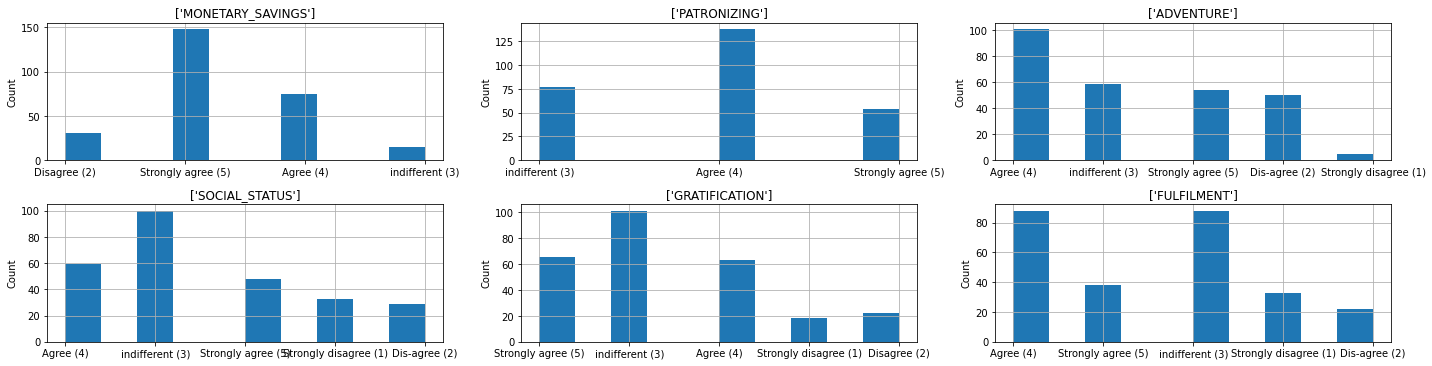 ['MONETARY_SAVINGS']
150
100
50
0
Count
Disagree (2) Strongly agree (5) Agree (4) indifferent (3)
['PATRONIZING']
125
100
75
50
25
0
Count
indifferent (3) Agree (4) Strongly agree (5)
['ADVENTURE']
100
80
60
40
20
0
Count
Agree (4) indifferent (3) Strongly agree (5) Dis-agree (2) Strongly disagree (1)
['SOCIAL_STATUS']
100
80
60
40
20
0
Count
Agree (4) indifferent (3) Strongly agree (5) Strongly disagree (1) Dis-agree (2)
['GRATIFICATION']
100
80
60
40
20
0
Count
Strongly agree (5) indifferent (3) Agree (4) Strongly disagree (1) Disagree (2)
['FULFILMENT']
80
60
40
20
0
Count
Agree (4) Strongly agree (5) indifferent (3) Strongly disagree (1) Dis-agree (2)